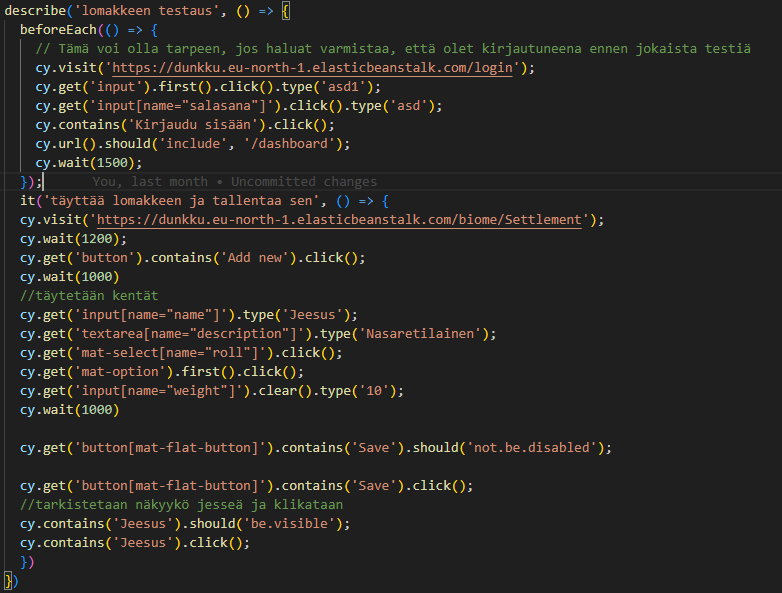 describe('lomakkeen testaus', () => {
beforeEach(() => {
// Tämä voi olla tarpeen, jos haluat varmistaa, että olet kirjautuneena ennen jokaista testiä
cy.visit('https://dunkku.eu-north-1.elasticbeanstalk.com/login');
cy.get('input').first().click().type('asd1');
cy.get('input[name="salasana"]').click().type('asd');
cy.contains('Kirjaudu sisään').click();
cy.url().should('include', '/dashboard');
cy.wait(1500);
}); You, last month • Uncommitted changes
it('täyttää lomakkeen ja tallentaa sen', () => {
cy.visit('https://dunkku.eu-north-1.elasticbeanstalk.com/biome/Settlement');
cy.wait(1200);
cy.get('button').contains('Add new').click();
cy.wait(1000)
//täytetään kentät
cy.get('input[name="name"]').type('Jeesus');
cy.get('textarea[name="description"]').type('Nasaretilainen');
cy.get('mat-select[name="roll"]').click();
cy.get('mat-option').first().click();
cy.get('input[name="weight"]').clear().type('10');
cy.wait(1000)
cy.get('button[mat-flat-button]').contains('Save').should('not.be.disabled');
cy.get('button[mat-flat-button]').contains('Save').click();
//tarkistetaan näkyykö jesseä ja klikataan
cy.contains('Jeesus').should('be.visible');
cy.contains('Jeesus').click();
})
})